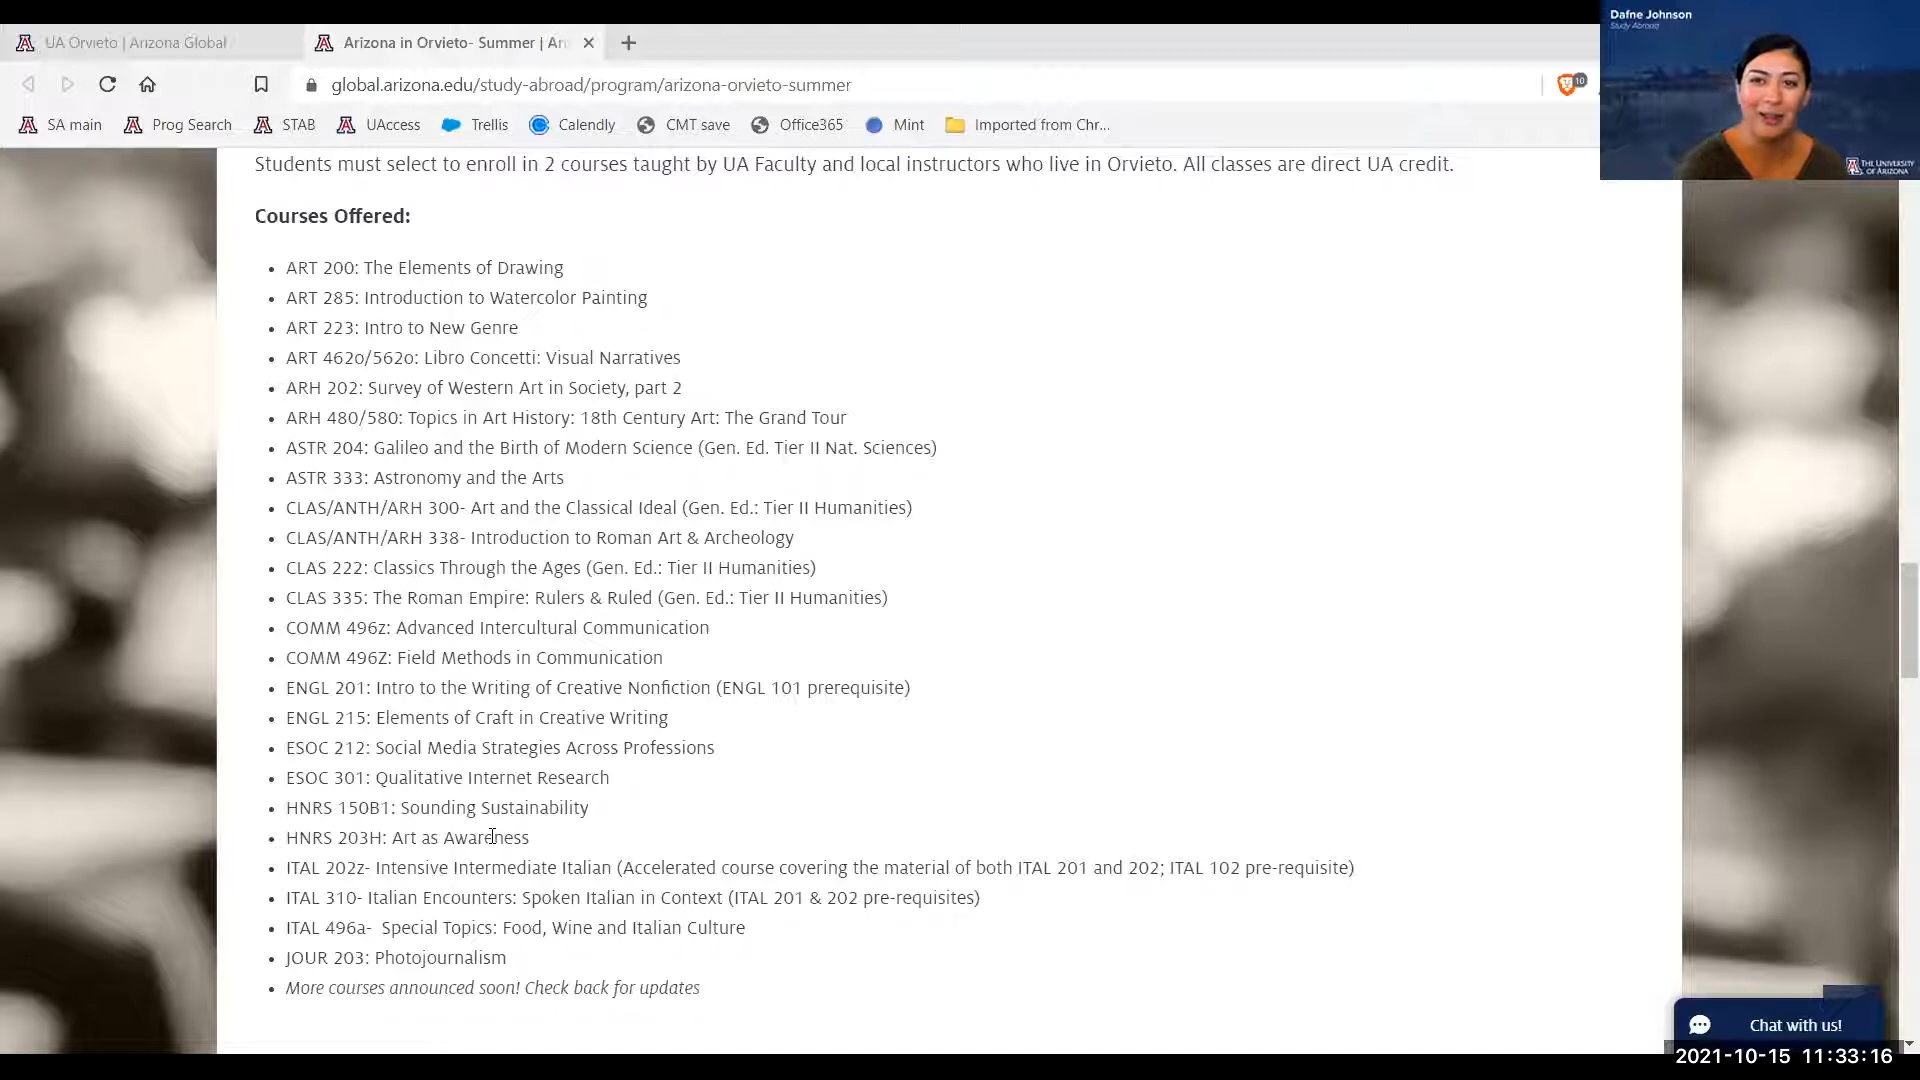 UA Orvieto | Arizona Global
Arizona in Orvieto- Summer | Ari
global.arizona.edu/study-abroad/program/arizona-orvieto-summer
10
SA main
Prog Search
STAB
UAccess
Trellis
Calendly
CMT save
Office365
Mint
Imported from Chr...
Dafne Johnson
Study Abroad
THE UNIVERSITY
OF ARIZONA
Students must select to enroll in 2 courses taught by UA Faculty and local instructors who live in Orvieto. All classes are direct UA credit.
Courses Offered:
• ART 200: The Elements of Drawing
• ART 285: Introduction to Watercolor Painting
• ART 223: Intro to New Genre
• ART 462o/562o: Libro Concetti: Visual Narratives
• ARH 202: Survey of Western Art in Society, part 2
• ARH 480/580: Topics in Art History: 18th Century Art: The Grand Tour
• ASTR 204: Galileo and the Birth of Modern Science (Gen. Ed. Tier II Nat. Sciences)
• ASTR 333: Astronomy and the Arts
• CLAS/ANTH/ARH 300- Art and the Classical Ideal (Gen. Ed.: Tier II Humanities)
• CLAS/ANTH/ARH 338- Introduction to Roman Art & Archeology
• CLAS 222: Classics Through the Ages (Gen. Ed.: Tier II Humanities)
• CLAS 335: The Roman Empire: Rulers & Ruled (Gen. Ed.: Tier II Humanities)
• COMM 496z: Advanced Intercultural Communication
• COMM 496Z: Field Methods in Communication
• ENGL 201: Intro to the Writing of Creative Nonfiction (ENGL 101 prerequisite)
• ENGL 215: Elements of Craft in Creative Writing
• ESOC 212: Social Media Strategies Across Professions
• ESOC 301: Qualitative Internet Research
• HNRS 150B1: Sounding Sustainability
• HNRS 203H: Art as Awareness
• ITAL 202z- Intensive Intermediate Italian (Accelerated course covering the material of both ITAL 201 and 202; ITAL 102 pre-requisite)
• ITAL 310- Italian Encounters: Spoken Italian in Context (ITAL 201 & 202 pre-requisites)
• ITAL 496a- Special Topics: Food, Wine and Italian Culture
• JOUR 203: Photojournalism
• More courses announced soon! Check back for updates
Chat with us!
2021-10-15 11:33:16